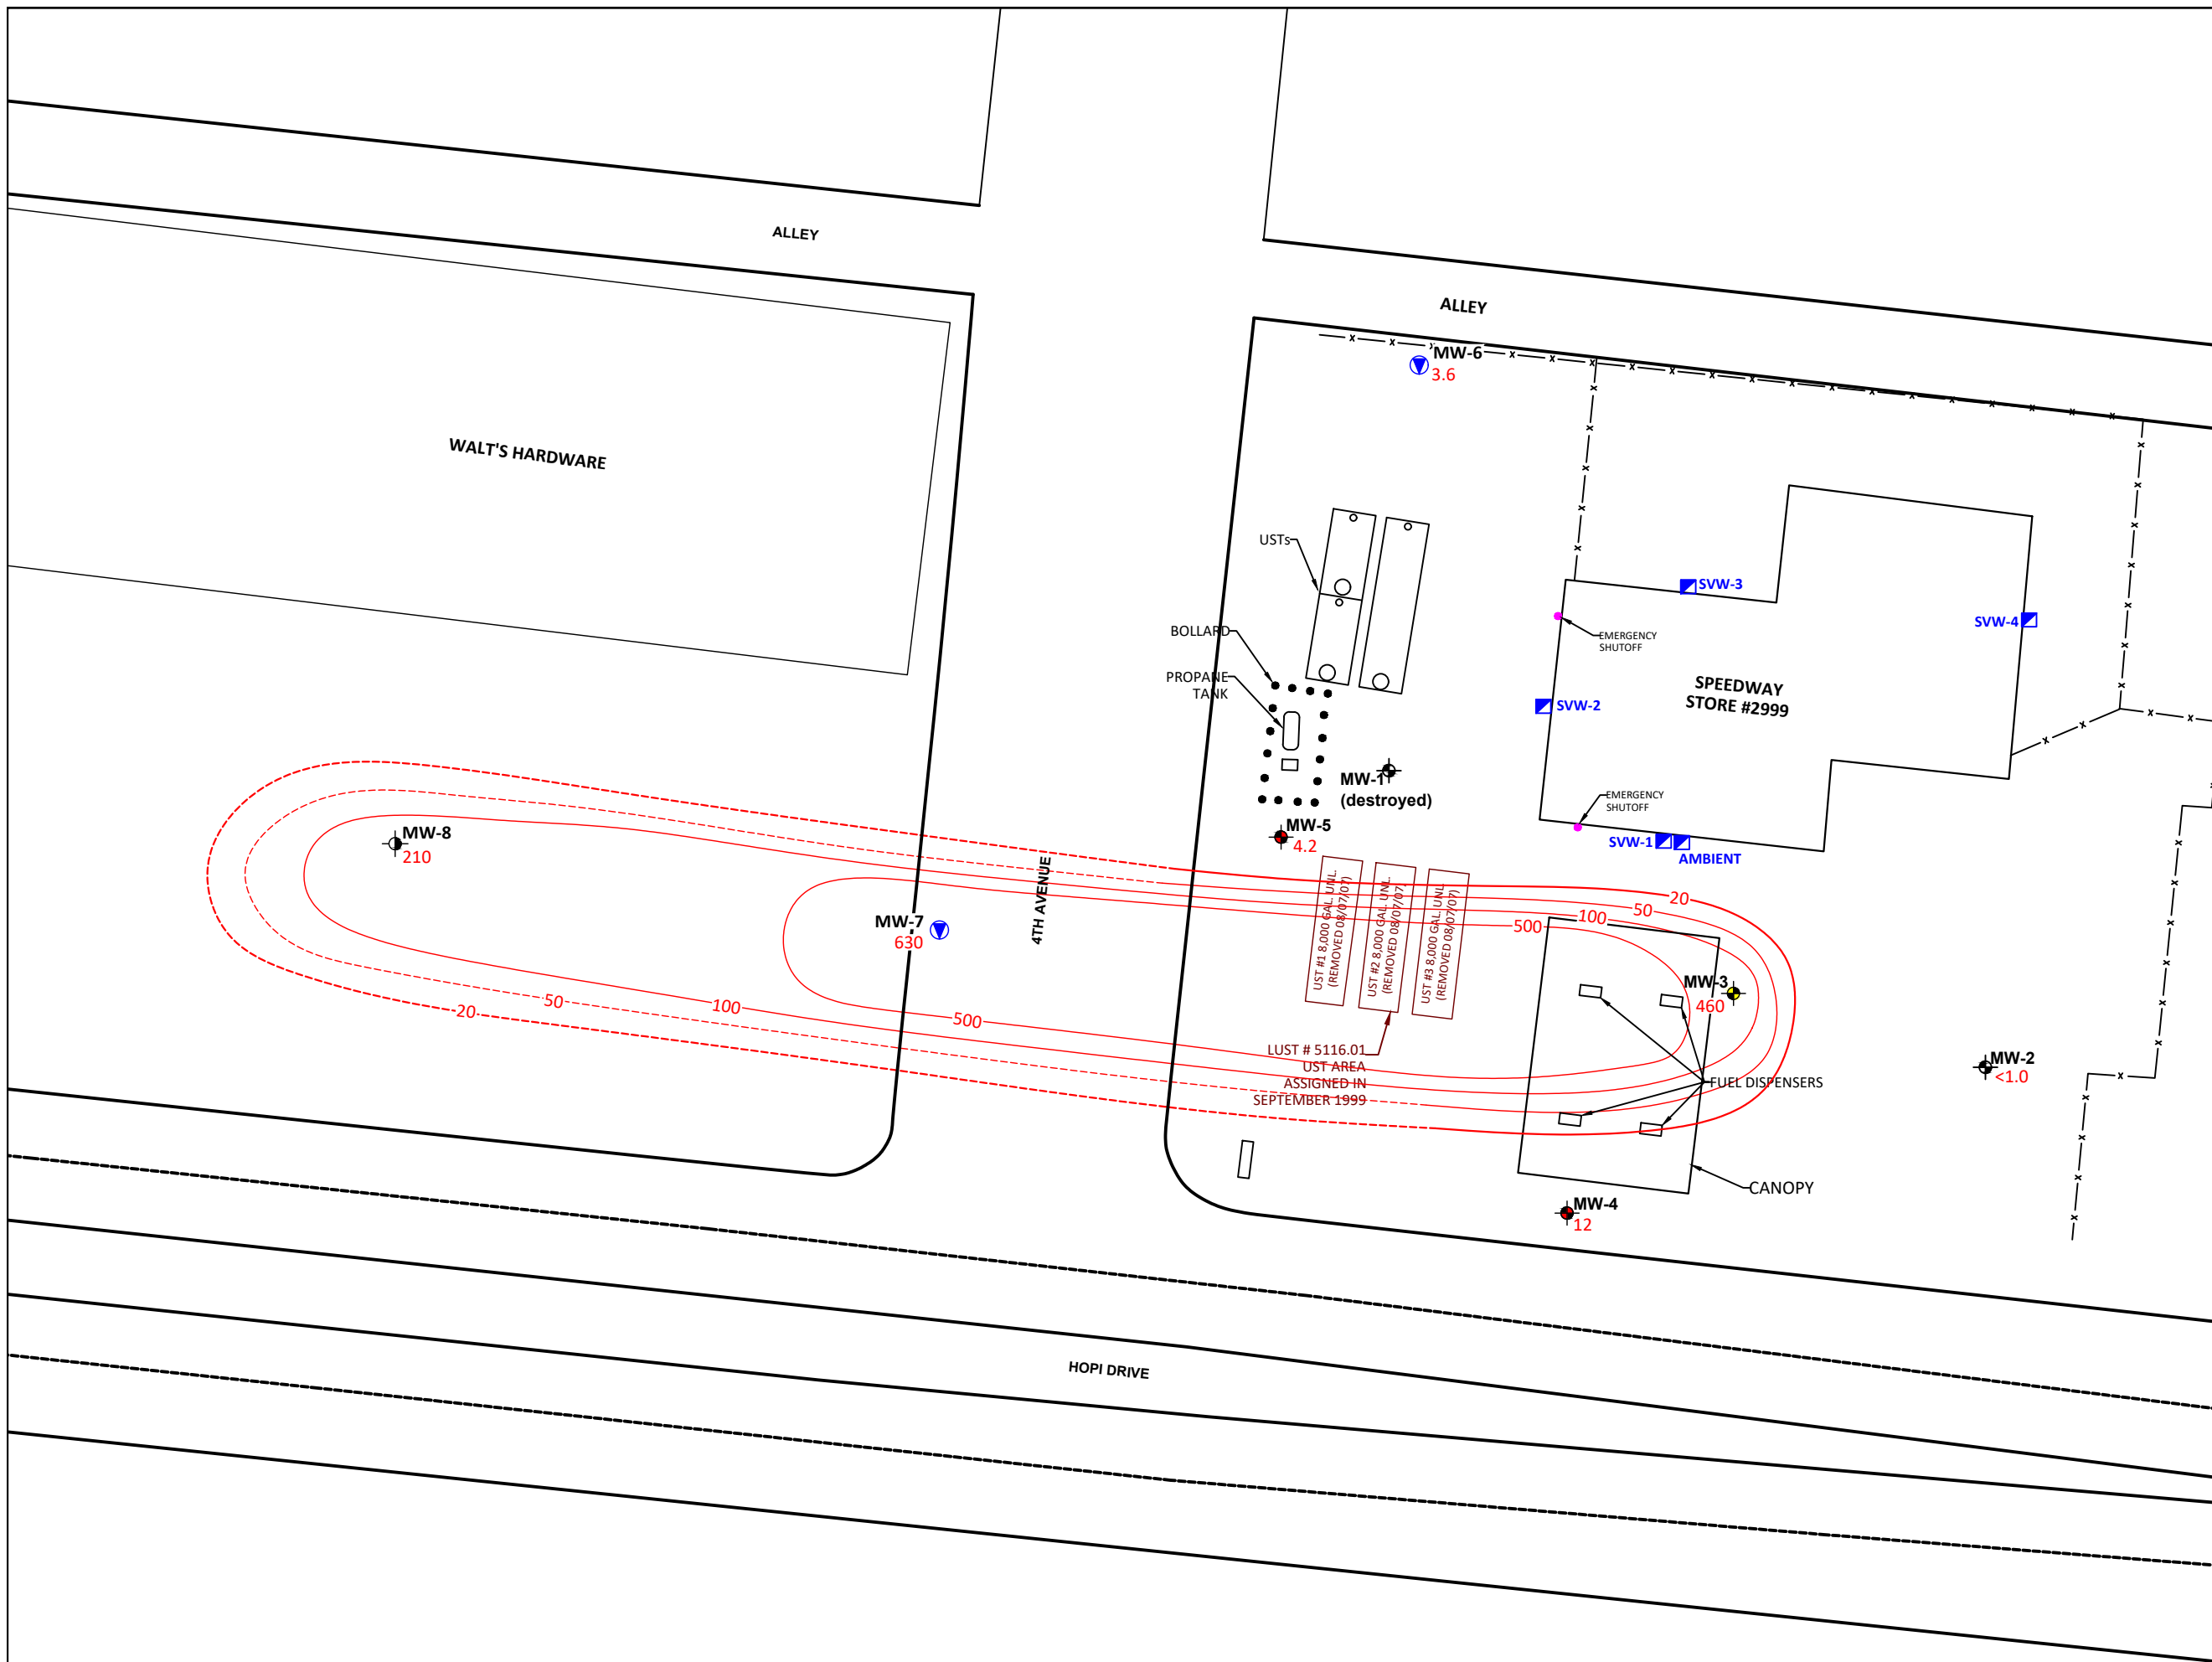 ALLEY
ALLEY
MW-6
3.6
WALT'S HARDWARE
USTs
SVW-3
SVW-4
BOLLARD
EMERGENCY
SHUTOFF
PROPANE
TANK
SPEEDWAY
STORE #2999
SVW-2
MW-1
(destroyed)
EMERGENCY
SHUTOFF
MW-5
4.2
MW-8
210
SVW-1
AMBIENT
4TH AVENUE
UST #1 8,000 GAL. UNL.
(REMOVED 08/07/07)
UST #2 8,000 GAL. UNL.
(REMOVED 08/07/07)
UST #3 8,000 GAL. UNL
(REMOVED 08/07/07)
20
50
100
500
MW-7
630
MW-3
460
20
50
100
500
LUST # 5116.01
UST AREA
ASSIGNED IN
SEPTEMBER 1999
MW-2
<1.0
FUEL DISPENSERS
CANOPY
MW-4
12
HOPI DRIVE